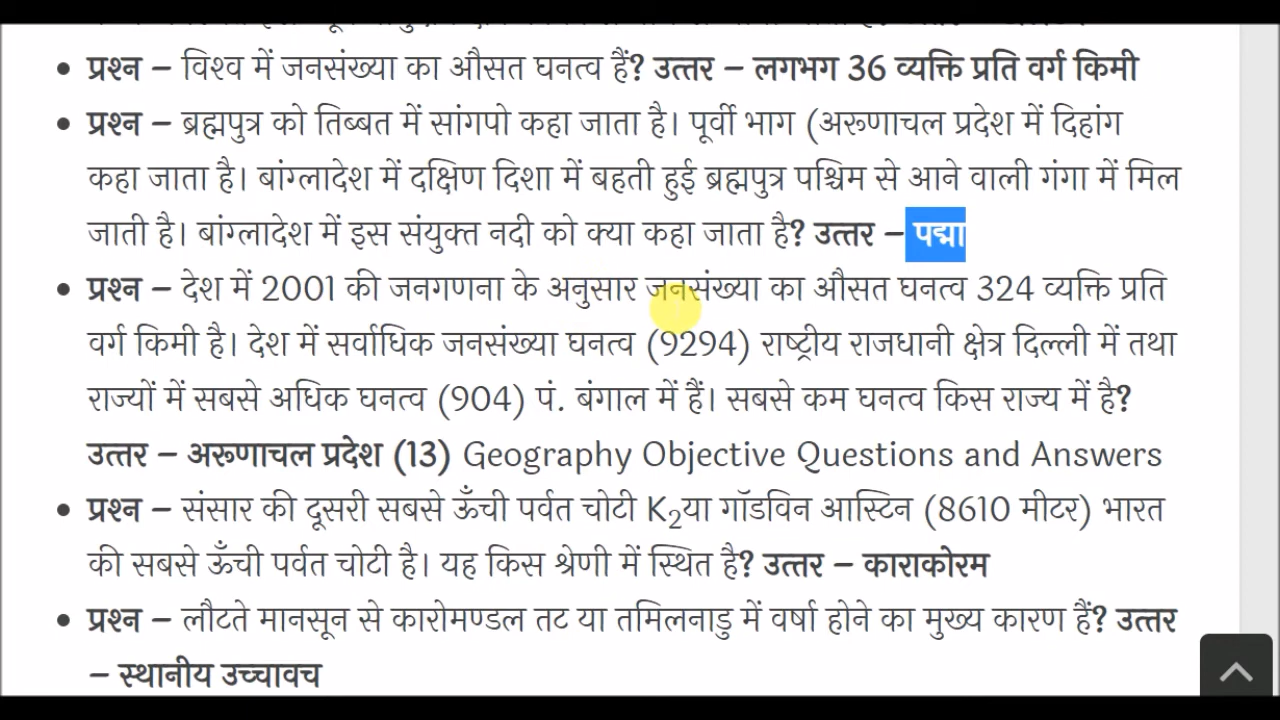 प्रश्न – विश्व में जनसंख्या का औसत घनत्व हैं? उत्तर – लगभग 36 व्यक्ति प्रति वर्ग किमी
प्रश्न – ब्रह्मपुत्र को तिब्बत में सांगपो कहा जाता है। पूर्वी भाग (अरूणाचल प्रदेश में दिहांग
कहा जाता है। बांग्लादेश में दक्षिण दिशा में बहती हुई ब्रह्मपुत्र पश्चिम से आने वाली गंगा में मिल
जाती है। बांग्लादेश में इस संयुक्त नदी को क्या कहा जाता है? उत्तर – पद्मा
प्रश्न – देश में 2001 की जनगणना के अनुसार जनसंख्या का औसत घनत्व 324 व्यक्ति प्रति
वर्ग किमी है। देश में सर्वाधिक जनसंख्या घनत्व (9294) राष्ट्रीय राजधानी क्षेत्र दिल्ली में तथा
राज्यों में सबसे अधिक घनत्व (904) पं. बंगाल में हैं। सबसे कम घनत्व किस राज्य में है?
उत्तर – अरूणाचल प्रदेश (13) Geography Objective Questions and Answers
प्रश्न – संसार की दूसरी सबसे ऊँची पर्वत चोटी K₂या गॉडविन आस्टिन (8610 मीटर) भारत
की सबसे ऊँची पर्वत चोटी है। यह किस श्रेणी में स्थित है? उत्तर – काराकोरम
प्रश्न – लौटते मानसून से कारोमण्डल तट या तमिलनाडु में वर्षा होने का मुख्य कारण हैं? उत्तर
– स्थानीय उच्चावच